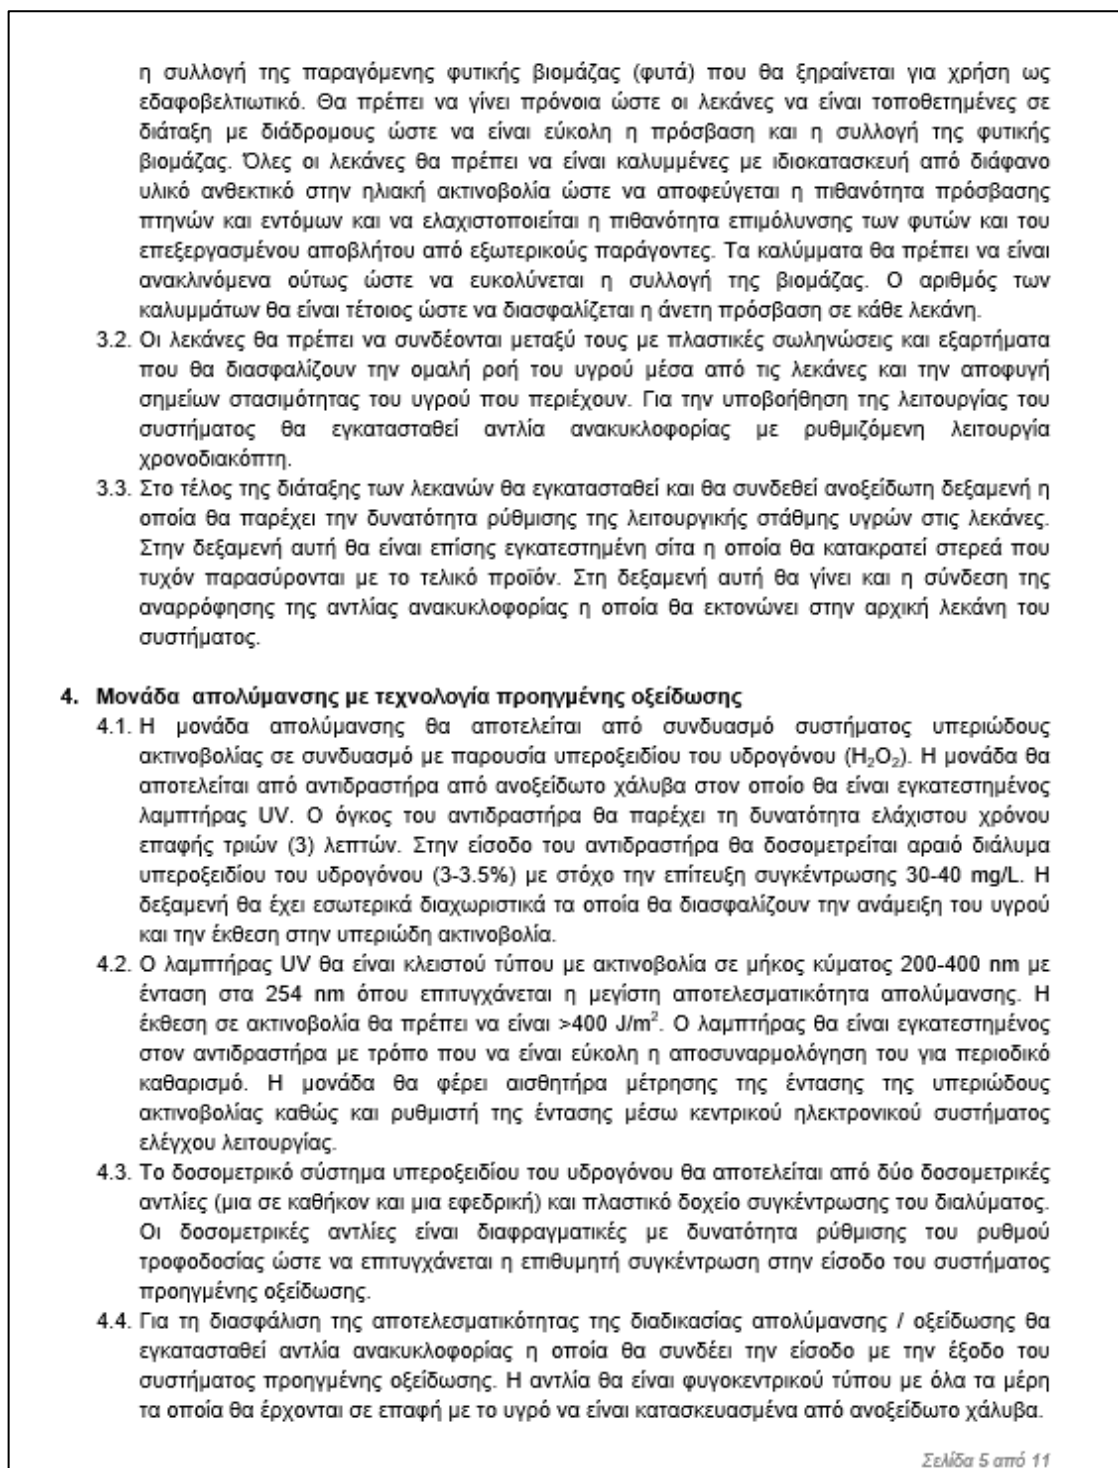 η συλλογή της παραγόμενης φυτικής βιομάζας (φυτά) που θα ξηραίνεται για χρήση ως
εδαφοβελτιωτικό. Θα πρέπει να γίνει πρόνοια ώστε οι λεκάνες να είναι τοποθετημένες σε
διάταξη με διάδρομους ώστε να είναι εύκολη η πρόσβαση και η συλλογή της φυτικής
βιομάζας. Όλες οι λεκάνες θα πρέπει να είναι καλυμμένες με ιδιοκατασκευή από διάφανο
υλικό ανθεκτικό στην ηλιακή ακτινοβολία ώστε να αποφεύγεται η πιθανότητα πρόσβασης
πτηνών και εντόμων και να ελαχιστοποιείται η πιθανότητα επιμόλυνσης των φυτών και του
επεξεργασμένου αποβλήτου από εξωτερικούς παράγοντες. Τα καλύμματα θα πρέπει να είναι
ανακλινόμενα ούτως ώστε να ευκολύνεται η συλλογή της βιομάζας. Ο αριθμός των
καλυμμάτων θα είναι τέτοιος ώστε να διασφαλίζεται η άνετη πρόσβαση σε κάθε λεκάνη.
3.2. Οι λεκάνες θα πρέπει να συνδέονται μεταξύ τους με πλαστικές σωληνώσεις και εξαρτήματα
που θα διασφαλίζουν την ομαλή ροή του υγρού μέσα από τις λεκάνες και την αποφυγή
σημείων στασιμότητας του υγρού που περιέχουν. Για την υποβοήθηση της λειτουργίας του
συστήματος θα εγκατασταθεί αντλία ανακυκλοφορίας με ρυθμιζόμενη λειτουργία
χρονοδιακόπτη.
3.3. Στο τέλος της διάταξης των λεκανών θα εγκατασταθεί και θα συνδεθεί ανοξείδωτη δεξαμενή η
οποία θα παρέχει την δυνατότητα ρύθμισης της λειτουργικής στάθμης υγρών στις λεκάνες.
Στην δεξαμενή αυτή θα είναι επίσης εγκατεστημένη σίτα η οποία θα κατακρατεί στερεά που
τυχόν παρασύρονται με το τελικό προϊόν. Στη δεξαμενή αυτή θα γίνει και η σύνδεση της
αναρρόφησης της αντλίας ανακυκλοφορίας η οποία θα εκτονώνει στην αρχική λεκάνη του
συστήματος.
4. Μονάδα απολύμανσης με τεχνολογία προηγμένης οξείδωσης
4.1. Η μονάδα απολύμανσης θα αποτελείται από συνδυασμό συστήματος υπεριώδους
ακτινοβολίας σε συνδυασμό με παρουσία υπεροξειδίου του υδρογόνου (H₂O₂). Η μονάδα θα
αποτελείται από αντιδραστήρα από ανοξείδωτο χάλυβα στον οποίο θα είναι εγκατεστημένος
λαμπτήρας UV. Ο όγκος του αντιδραστήρα θα παρέχει τη δυνατότητα ελάχιστου χρόνου
επαφής τριών (3) λεπτών. Στην είσοδο του αντιδραστήρα θα δοσομετρείται αραιό διάλυμα
υπεροξειδίου του υδρογόνου (3-3.5%) με στόχο την επίτευξη συγκέντρωσης 30-40 mg/L. Η
δεξαμενή θα έχει εσωτερικά διαχωριστικά τα οποία θα διασφαλίζουν την ανάμειξη του υγρού
και την έκθεση στην υπεριώδη ακτινοβολία.
4.2. Ο λαμπτήρας UV θα είναι κλειστού τύπου με ακτινοβολία σε μήκος κύματος 200-400 nm με
ένταση στα 254 nm όπου επιτυγχάνεται η μεγίστη αποτελεσματικότητα απολύμανσης. Η
έκθεση σε ακτινοβολία θα πρέπει να είναι >400 J/m². Ο λαμπτήρας θα είναι εγκατεστημένος
στον αντιδραστήρα με τρόπο που να είναι εύκολη η αποσυναρμολόγηση του για περιοδικό
καθαρισμό. Η μονάδα θα φέρει αισθητήρα μέτρησης της έντασης της υπεριώδους
ακτινοβολίας καθώς και ρυθμιστή της έντασης μέσω κεντρικού ηλεκτρονικού συστήματος
ελέγχου λειτουργίας.
4.3. Το δοσομετρικό σύστημα υπεροξειδίου του υδρογόνου θα αποτελείται από δύο δοσομετρικές
αντλίες (μια σε καθήκον και μια εφεδρική) και πλαστικό δοχείο συγκέντρωσης του διαλύματος.
Οι δοσομετρικές αντλίες είναι διαφραγματικές με δυνατότητα ρύθμισης του ρυθμού
τροφοδοσίας ώστε να επιτυγχάνεται η επιθυμητή συγκέντρωση στην είσοδο του συστήματος
προηγμένης οξείδωσης.
4.4. Για τη διασφάλιση της αποτελεσματικότητας της διαδικασίας απολύμανσης / οξείδωσης θα
εγκατασταθεί αντλία ανακυκλοφορίας η οποία θα συνδέει την είσοδο με την έξοδο του
συστήματος προηγμένης οξείδωσης. Η αντλία θα είναι φυγοκεντρικού τύπου με όλα τα μέρη
τα οποία θα έρχονται σε επαφή με το υγρό να είναι κατασκευασμένα από ανοξείδωτο χάλυβα.
Σελίδα 5 από 11